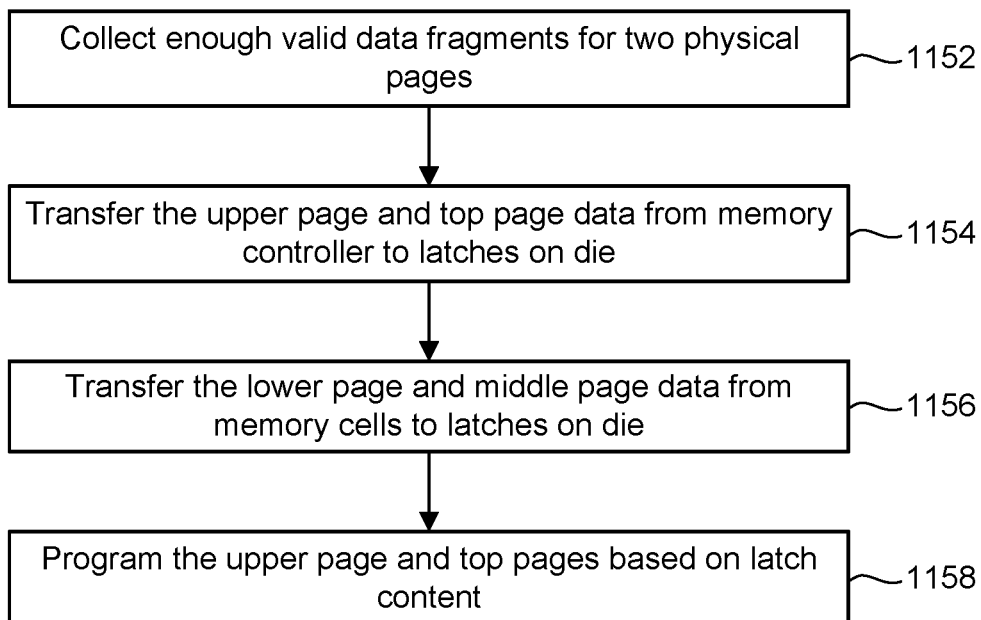 Collect enough valid data fragments for two physical
pages
1152
Transfer the upper page and top page data from memory
controller to latches on die
1154
Transfer the lower page and middle page data from
memory cells to latches on die
1156
Program the upper page and top pages based on latch
content
1158